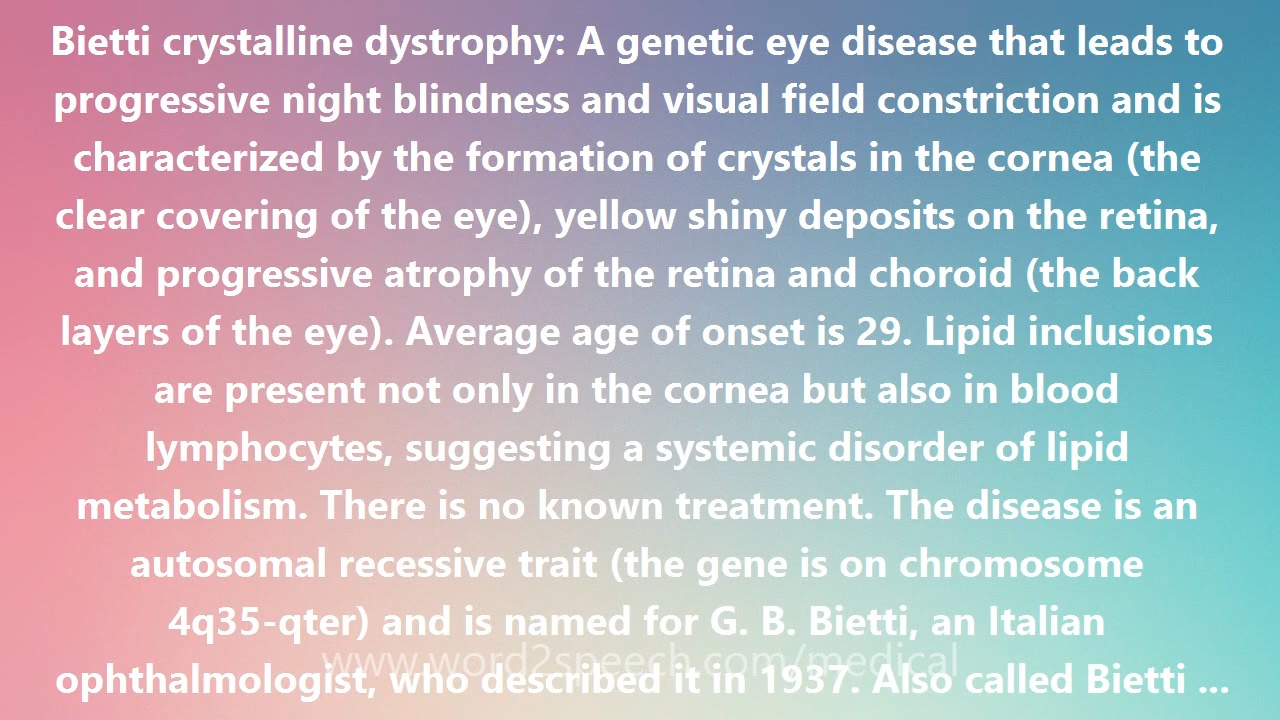 Bietti crystalline dystrophy: A genetic eye disease that leads to
progressive night blindness and visual field constriction and is
characterized by the formation of crystals in the cornea (the
clear covering of the eye), yellow shiny deposits on the retina,
and progressive atrophy of the retina and choroid (the back
layers of the eye). Average age of onset is 29. Lipid inclusions
are present not only in the cornea but also in blood
lymphocytes, suggesting a systemic disorder of lipid
metabolism. There is no known treatment. The disease is an
autosomal recessive trait (the gene is on chromosome
4q35-qter) and is named for G. B. Bietti, an Italian
www.word2speech.com/medical
ophthalmologist, who described it in 1937. Also called Bietti ...